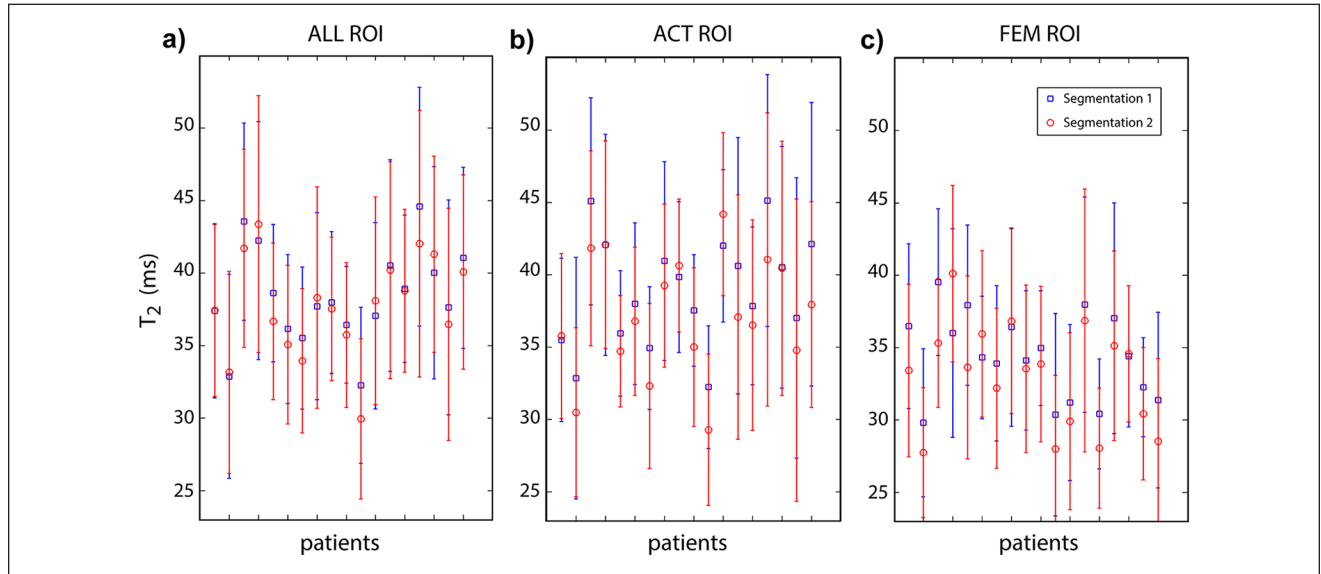 a) ALL ROI
b) ACT ROI
c) FEM ROI
Segmentation 1
Segmentation 2
T2 (ms)
50
45
40
35
30
25
50
45
40
35
30
25
50
45
40
35
30
25
patients
patients
patients